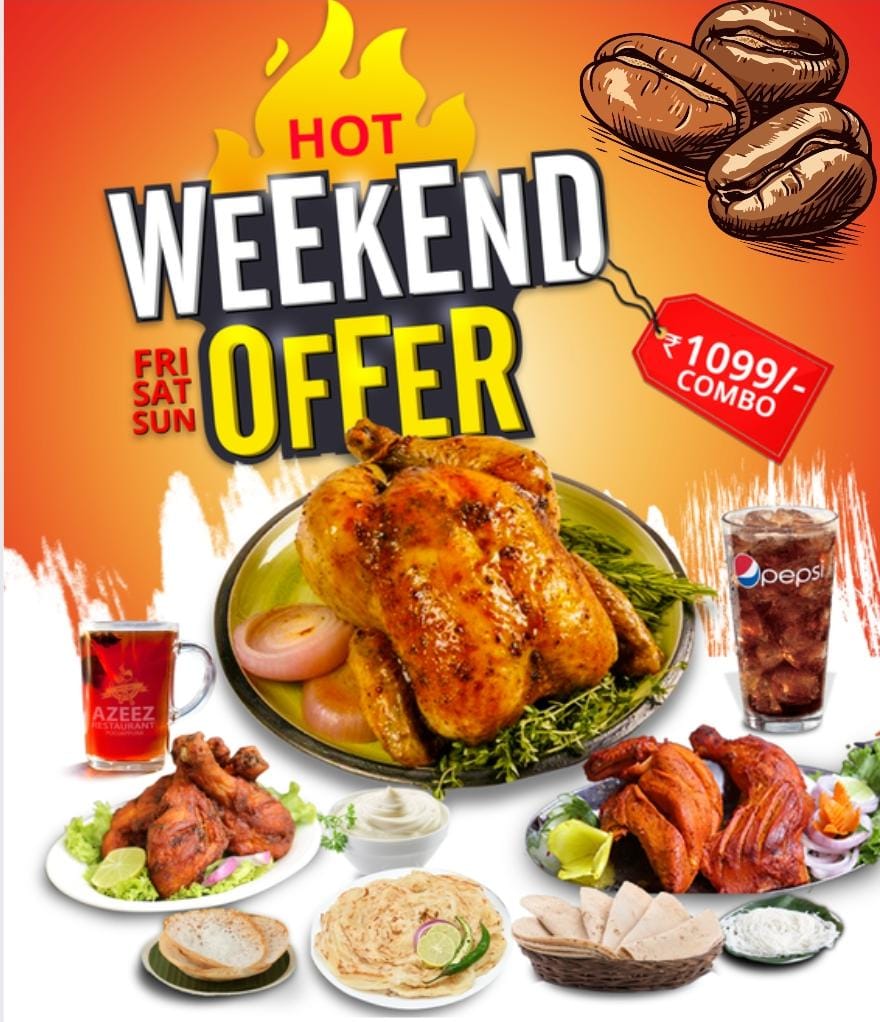 HOT
WEEKEND
OFFER
FRI
SAT
SUN
₹1099/-
COMBO
pepsi
AZEEZ
RESTAURANT